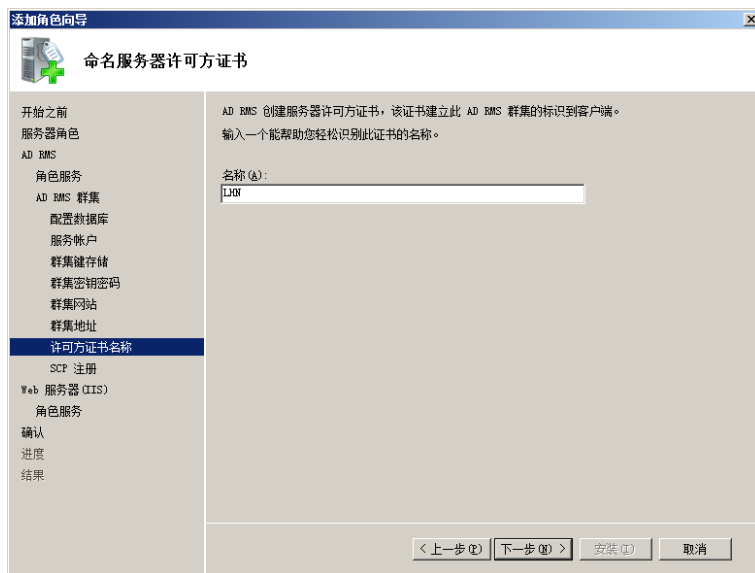 添加角色向导
命名服务器许可方证书
开始之前
服务器角色
AD RMS
角色服务
AD RMS 群集
配置数据库
服务帐户
群集键存储
群集密钥密码
群集网站
群集地址
许可方证书名称
SCP 注册
Web 服务器(IIS)
角色服务
确认
进度
结果
AD RMS 创建服务器许可方证书，该证书建立此 AD RMS 群集的标识到客户端。
输入一个能帮助您轻松识别此证书的名称。
名称(A):
LHN
< 上一步(P) 下一步(N) > 安装(I) 取消